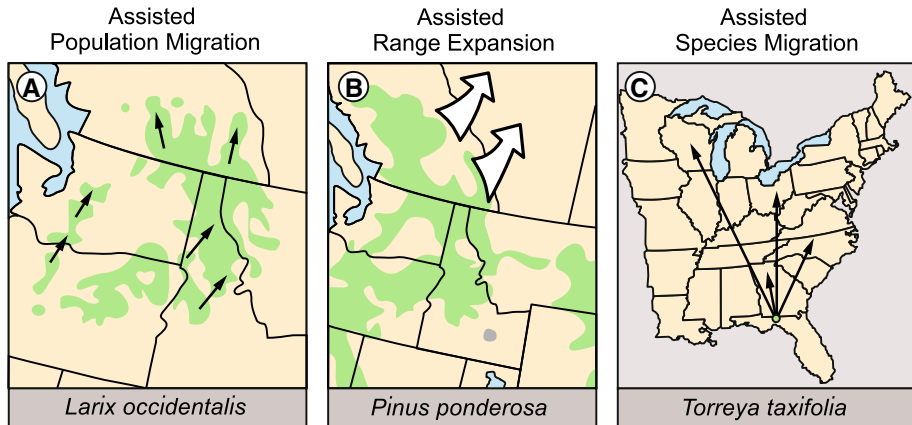 Assisted
Population Migration
Assisted
Range Expansion
Assisted
Species Migration
A
B
C
Larix occidentalis
Pinus ponderosa
Torreya taxifolia